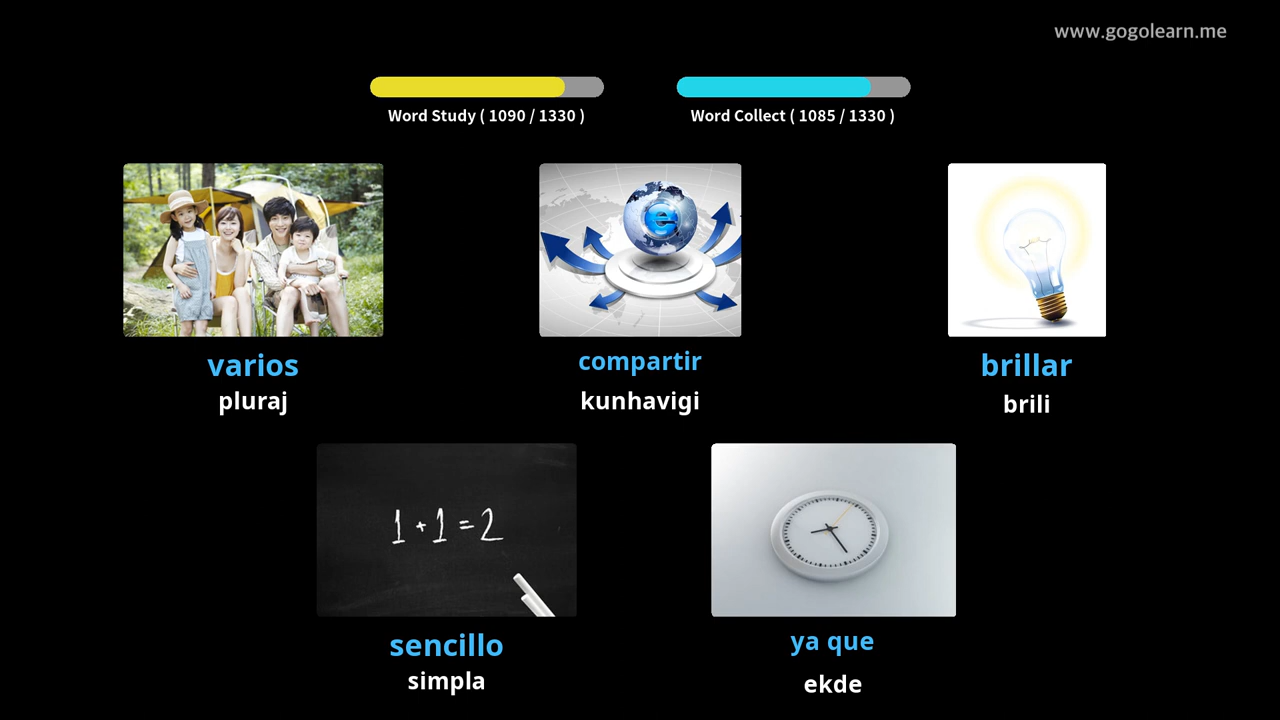 www.gogolearn.me
Word Study ( 1090 / 1330 )
Word Collect ( 1085 / 1330 )
varios
pluraj
compartir
kunhavigi
brillar
brili
1 + 1 = 2
sencillo
simpla
ya que
ekde